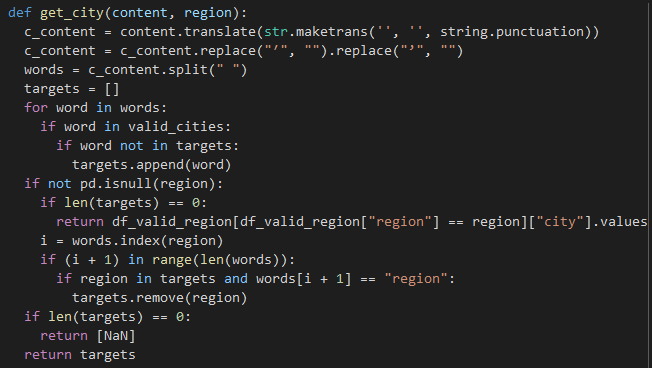 def get_city(content, region):
  c_content = content.translate(str.maketrans('', '', string.punctuation))
  c_content = c_content.replace("‘", "").replace("’", "")
  words = c_content.split(" ")
  targets = []
  for word in words:
    if word in valid_cities:
      if word not in targets:
        targets.append(word)
  if not pd.isnull(region):
    if len(targets) == 0:
      return df_valid_region[df_valid_region["region"] == region]["city"].values
    i = words.index(region)
    if (i + 1) in range(len(words)):
      if region in targets and words[i + 1] == "region":
        targets.remove(region)
  if len(targets) == 0:
    return [NaN]
  return targets